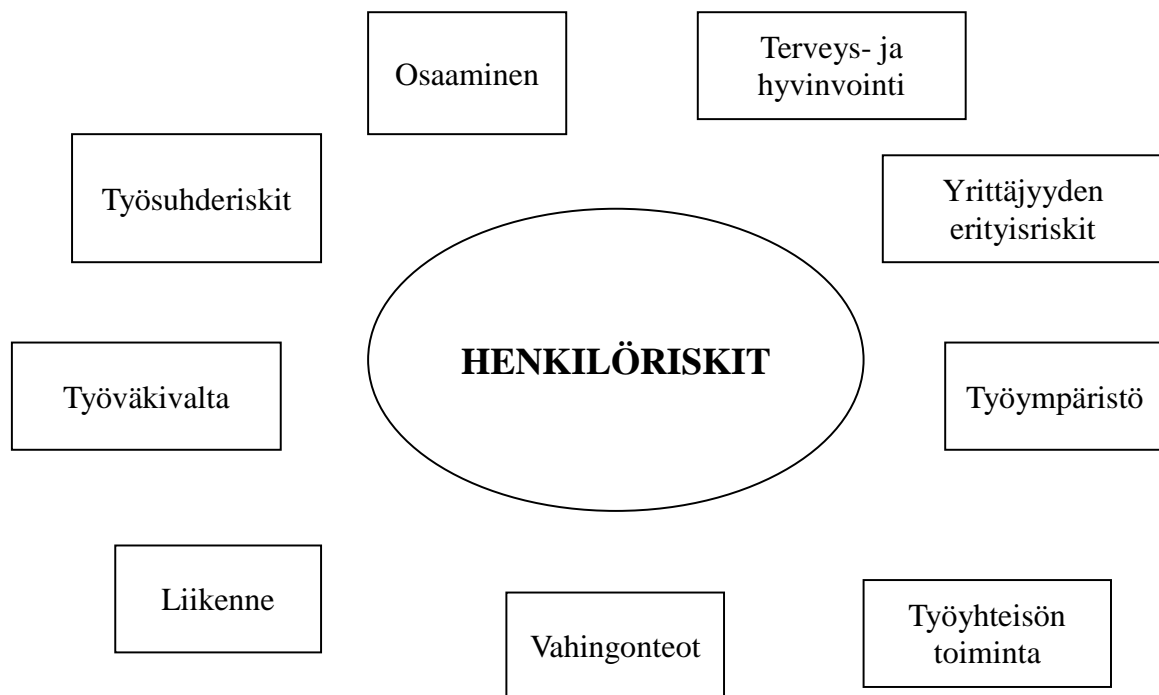 Osaaminen
Terveys- ja
hyvinvointi
Työsuhderiskit
Yrittäjyyden
erityisriskit
HENKILÖRISKIT
Työväkivalta
Työympäristö
Liikenne
Vahingonteot
Työyhteisön
toiminta